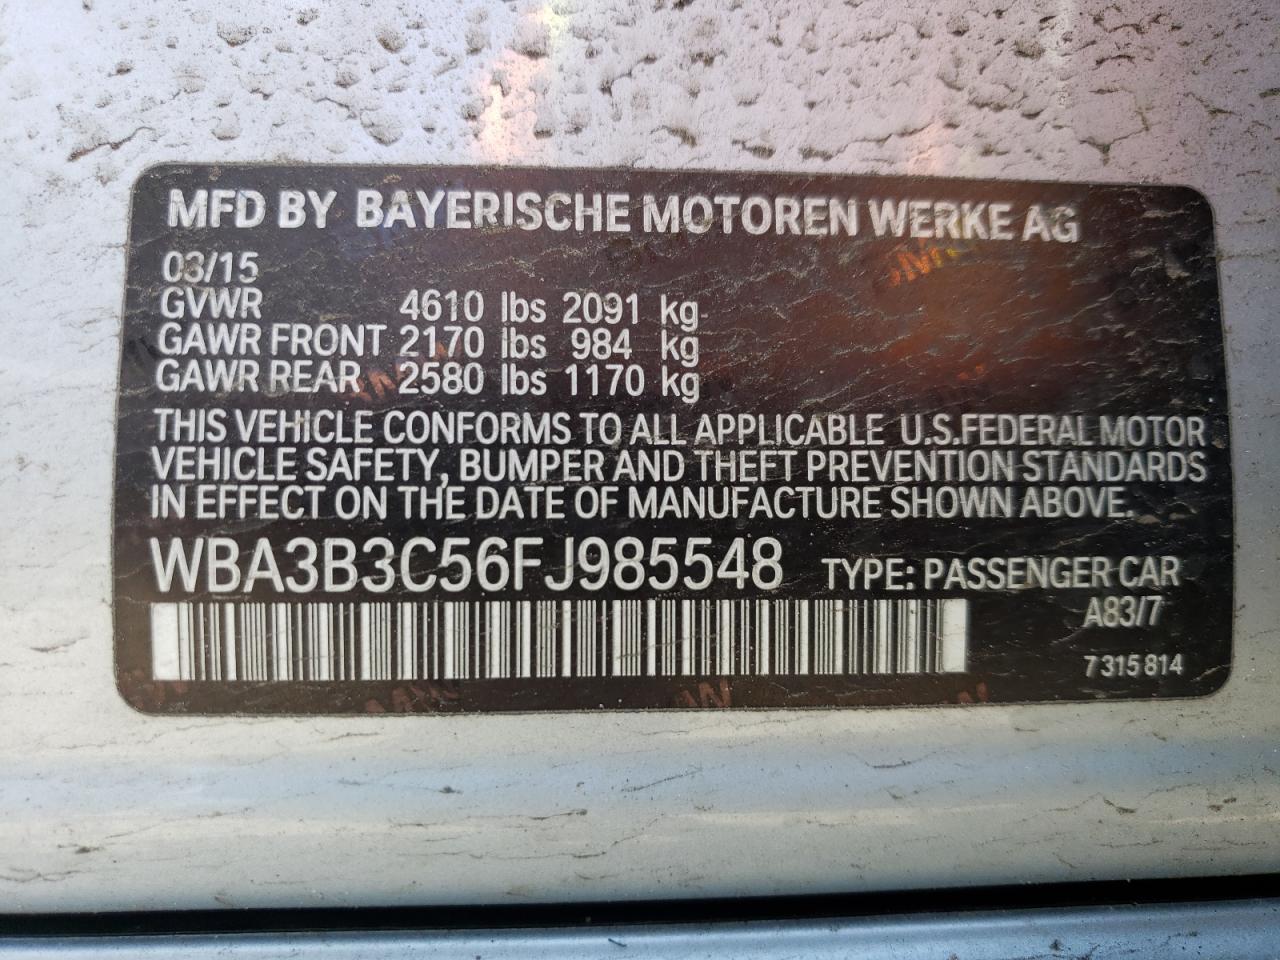 MFD BY BAYERISCHE MOTOREN WERKE AG
03/15
GVWR 4610 lbs 2091 kg
GAWR FRONT 2170 lbs 984 kg
GAWR REAR 2580 lbs 1170 kg
THIS VEHICLE CONFORMS TO ALL APPLICABLE U.S.FEDERAL MOTOR
VEHICLE SAFETY, BUMPER AND THEFT PREVENTION STANDARDS
IN EFFECT ON THE DATE OF MANUFACTURE SHOWN ABOVE.
WBA3B3C56FJ985548 TYPE: PASSENGER CAR
A83/7
7 315 814